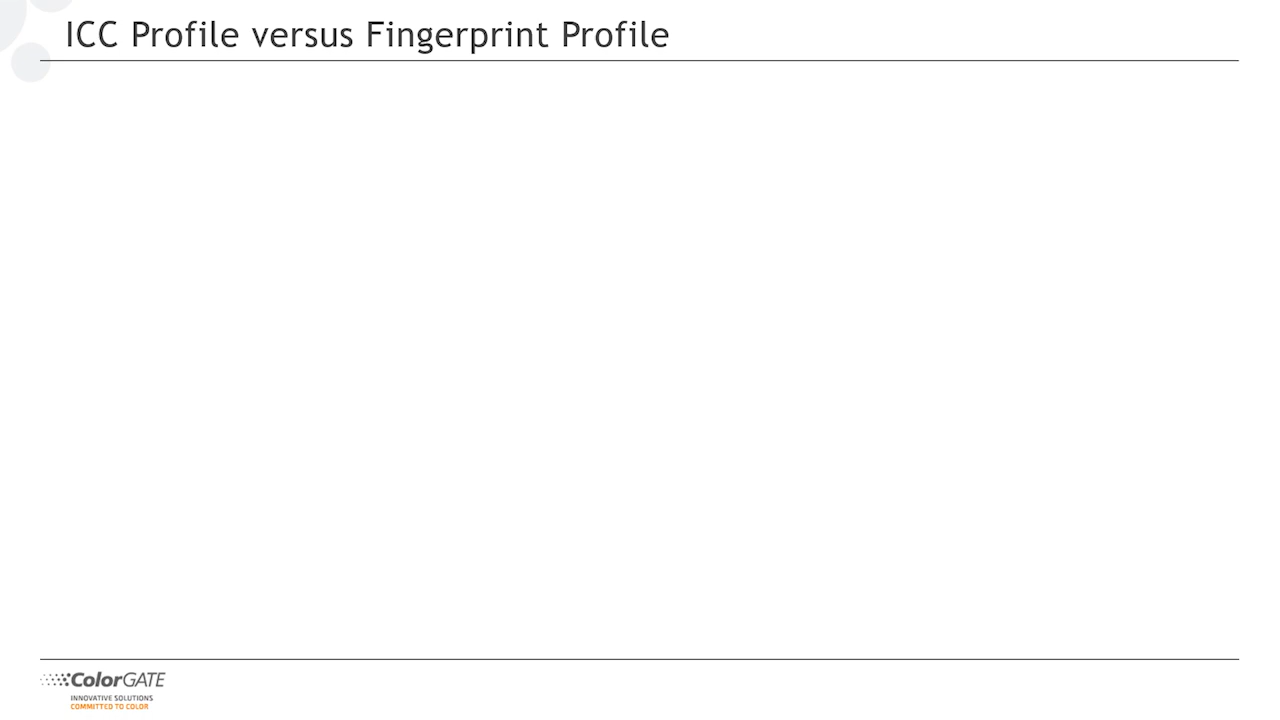 ICC Profile versus Fingerprint Profile
ColorGATE
INNOVATIVE SOLUTIONS
COMMITTED TO COLOR